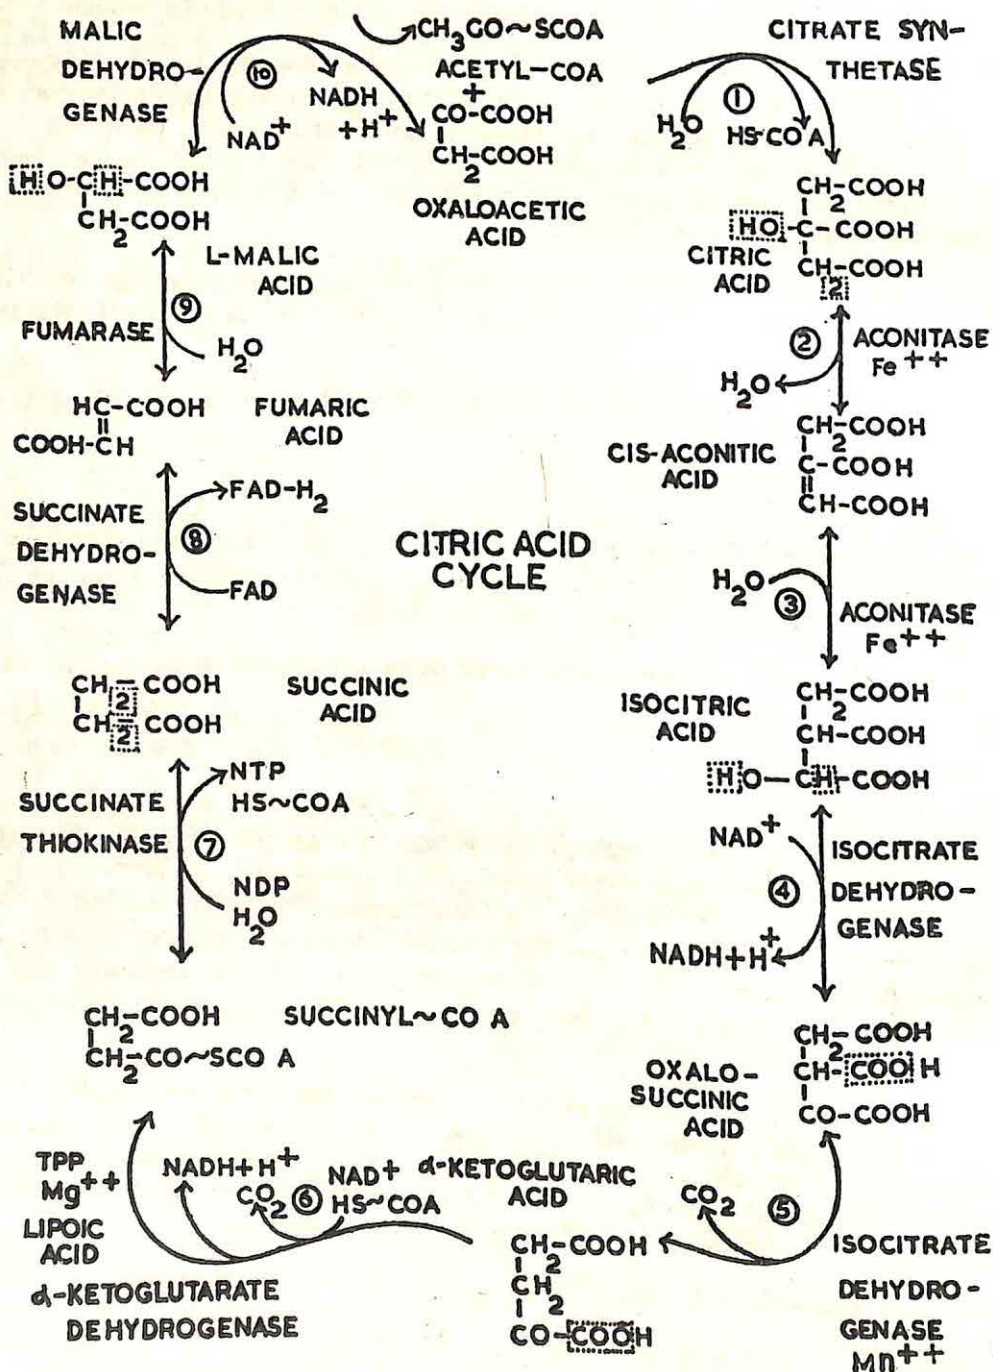 MALIC
DEHYDRO-
GENASE
⑩
NAD+
NADH
+H+
CH3GO~SCOA
ACETYL-COA
+
CO-COOH
CH2-COOH
OXALOACETIC
ACID
CITRATE SYN-
THETASE
①
H2O
HS-COA
CH2-COOH
HO-C-COOH
CH2-COOH
CITRIC
ACID
②
ACONITASE
Fe++
H2O
CIS-ACONITIC
ACID
CH2-COOH
C-COOH
CH-COOH
H2O
③
ACONITASE
Fe++
ISOCITRIC
ACID
CH2-COOH
CH-COOH
HO-CH-COOH
NAD+
④
ISOCITRATE
DEHYDRO-
GENASE
NADH+H+
OXALO-
SUCCINIC
ACID
CH2-COOH
CH-COOH
CO-COOH
CO2
⑤
ISOCITRATE
DEHYDRO-
GENASE
Mn++
α-KETOGLUTARIC
ACID
CH2-COOH
CH2
CO-COOH
NADH+H+
CO2
⑥
NAD+
HS~COA
TPP
Mg++
LIPOIC
ACID
α-KETOGLUTARATE
DEHYDROGENASE
CH2-COOH
CH2-CO~SCO A
SUCCINYL~CO A
SUCCINATE
THIOKINASE
⑦
NTP
HS~COA
NDP
H2O
CH2-COOH
CH2-COOH
SUCCINIC
ACID
SUCCINATE
DEHYDRO-
GENASE
⑧
FAD-H2
FAD
HC-COOH
COOH-CH
FUMARIC
ACID
FUMARASE
⑨
H2O
HO-CH-COOH
CH2-COOH
L-MALIC
ACID
CITRIC ACID
CYCLE